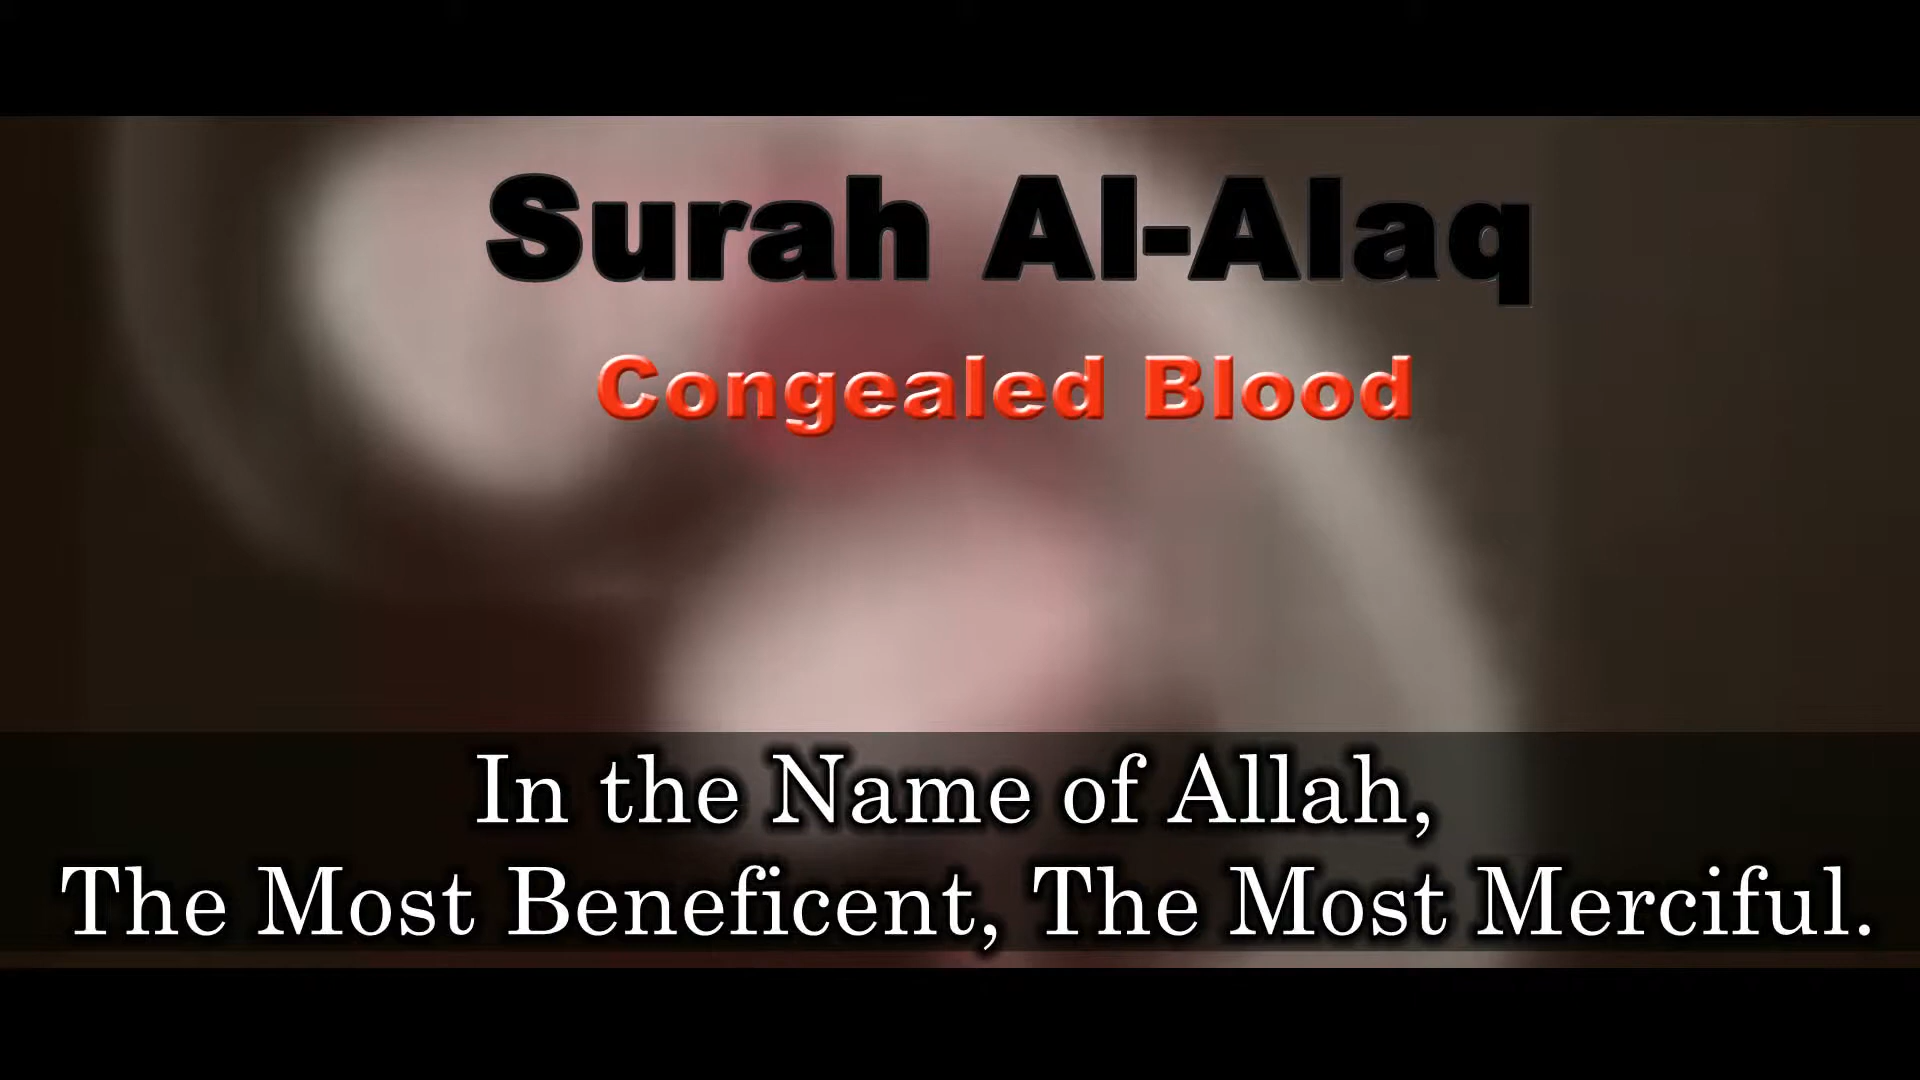 Surah Al-Alaq
Congealed Blood
In the Name of Allah,
The Most Beneficent, The Most Merciful.